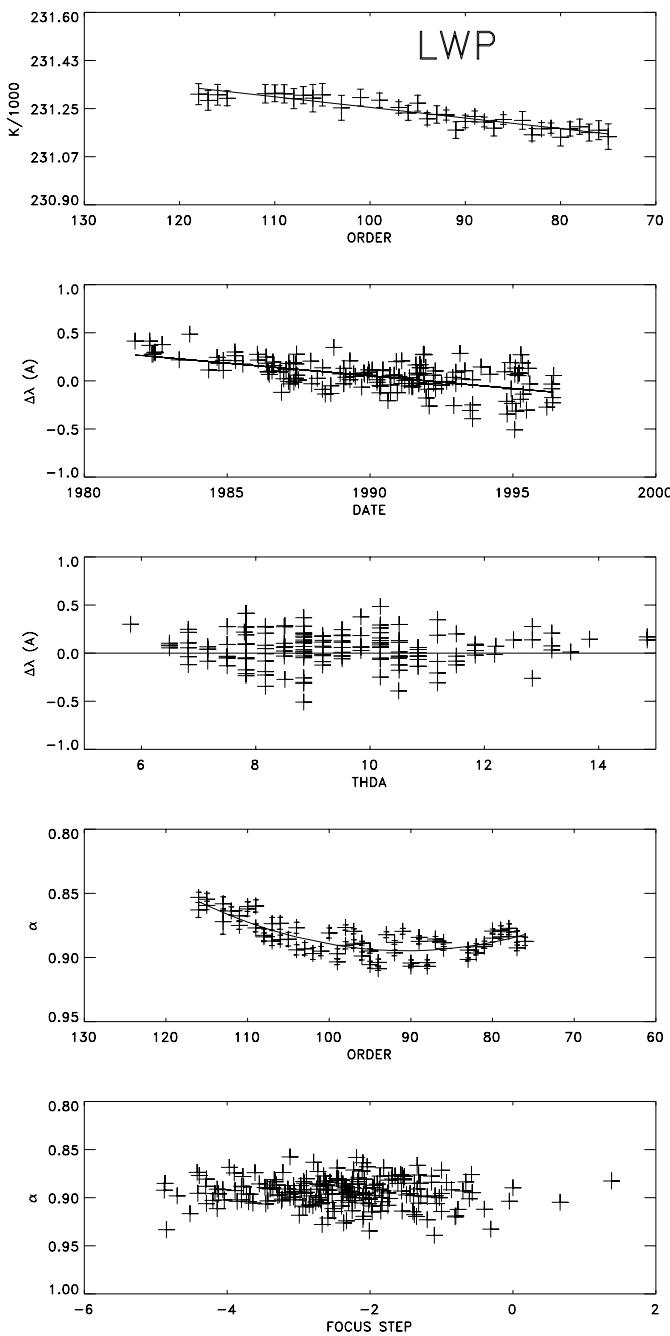 LWP
231.60
231.43
231.25
231.07
230.90
K/1000
130 120 110 100 90 80 70
ORDER
1.0
0.5
0.0
−0.5
−1.0
Δλ (A)
1980 1985 1990 1995 2000
DATE
1.0
0.5
0.0
−0.5
−1.0
Δλ (A)
6 8 10 12 14
THDA
0.80
0.85
0.90
0.95
α
130 120 110 100 90 80 70 60
ORDER
0.80
0.85
0.90
0.95
1.00
α
−6 −4 −2 0 2
FOCUS STEP